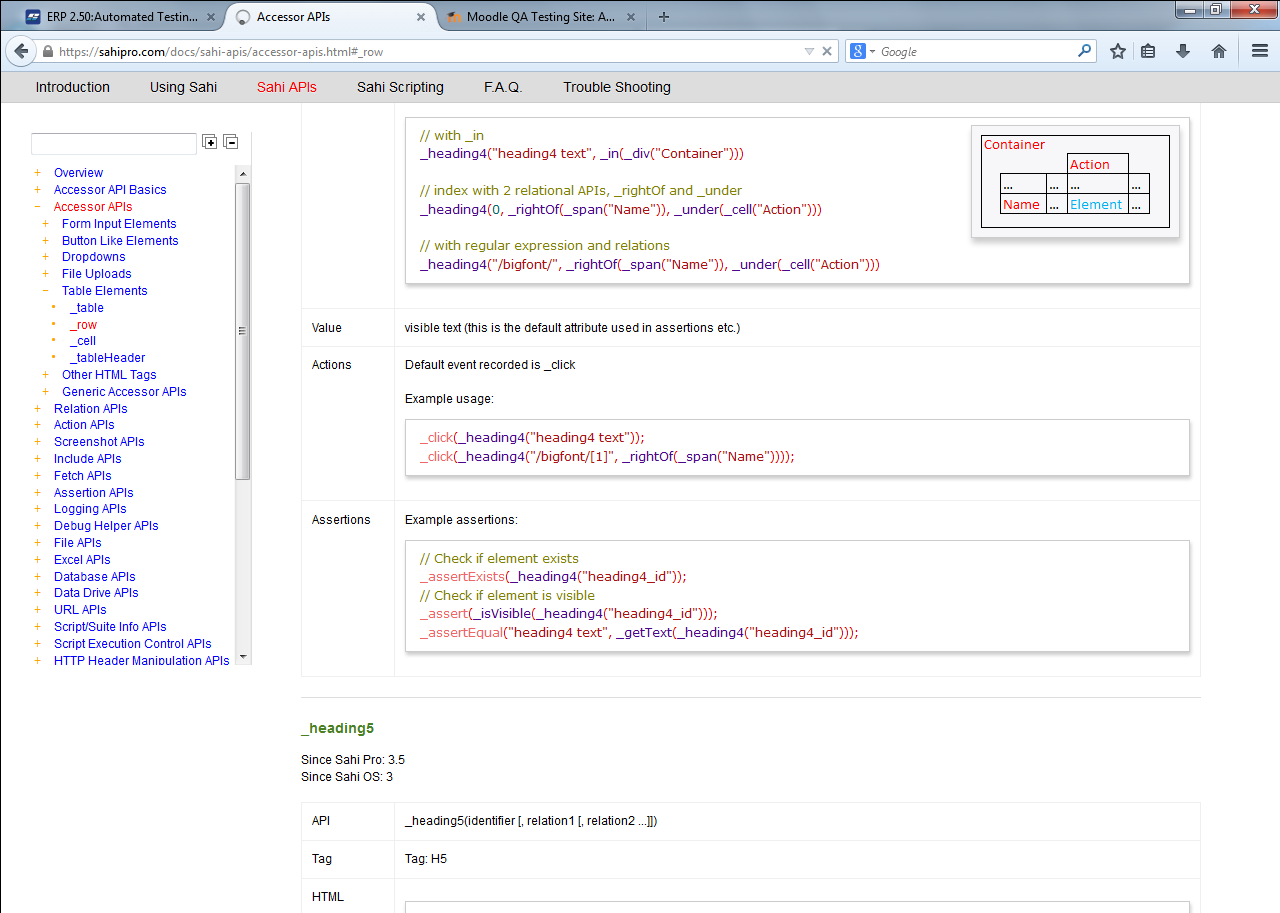 ERP 2.50:Automated Testin...
Accessor APIs
Moodle QA Testing Site: A...
https://sahipro.com/docs/sahi-apis/accessor-apis.html#_row
Google
Introduction
Using Sahi
Sahi APIs
Sahi Scripting
F.A.Q.
Trouble Shooting
Overview
Accessor API Basics
Accessor APIs
Form Input Elements
Button Like Elements
Dropdowns
File Uploads
Table Elements
_table
_row
_cell
_tableHeader
Other HTML Tags
Generic Accessor APIs
Relation APIs
Action APIs
Screenshot APIs
Include APIs
Fetch APIs
Assertion APIs
Logging APIs
Debug Helper APIs
File APIs
Excel APIs
Database APIs
Data Drive APIs
URL APIs
Script/Suite Info APIs
Script Execution Control APIs
HTTP Header Manipulation APIs
// with _in
_heading4("heading4 text", _in(_div("Container")))
// index with 2 relational APIs, _rightOf and _under
_heading4(0, _rightOf(_span("Name")), _under(_cell("Action")))
// with regular expression and relations
_heading4("/bigfont/", _rightOf(_span("Name")), _under(_cell("Action")))
Container
Action
... ... ... ...
Name ... Element ...
Value
visible text (this is the default attribute used in assertions etc.)
Actions
Default event recorded is _click
Example usage:
_click(_heading4("heading4 text"));
_click(_heading4("/bigfont/[1]", _rightOf(_span("Name"))));
Assertions
Example assertions:
// Check if element exists
_assertExists(_heading4("heading4_id"));
// Check if element is visible
_assert(_isVisible(_heading4("heading4_id")));
_assertEqual("heading4 text", _getText(_heading4("heading4_id")));
_heading5
Since Sahi Pro: 3.5
Since Sahi OS: 3
API
_heading5(identifier [, relation1 [, relation2 ...]])
Tag
Tag: H5
HTML